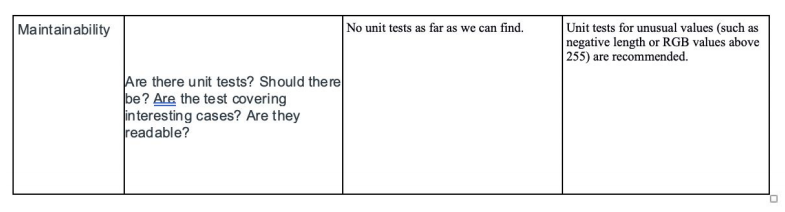 Maintainability
Are there unit tests? Should there
be? Are the test covering
interesting cases? Are they
readable?
No unit tests as far as we can find.
Unit tests for unusual values (such as
negative length or RGB values above
255) are recommended.